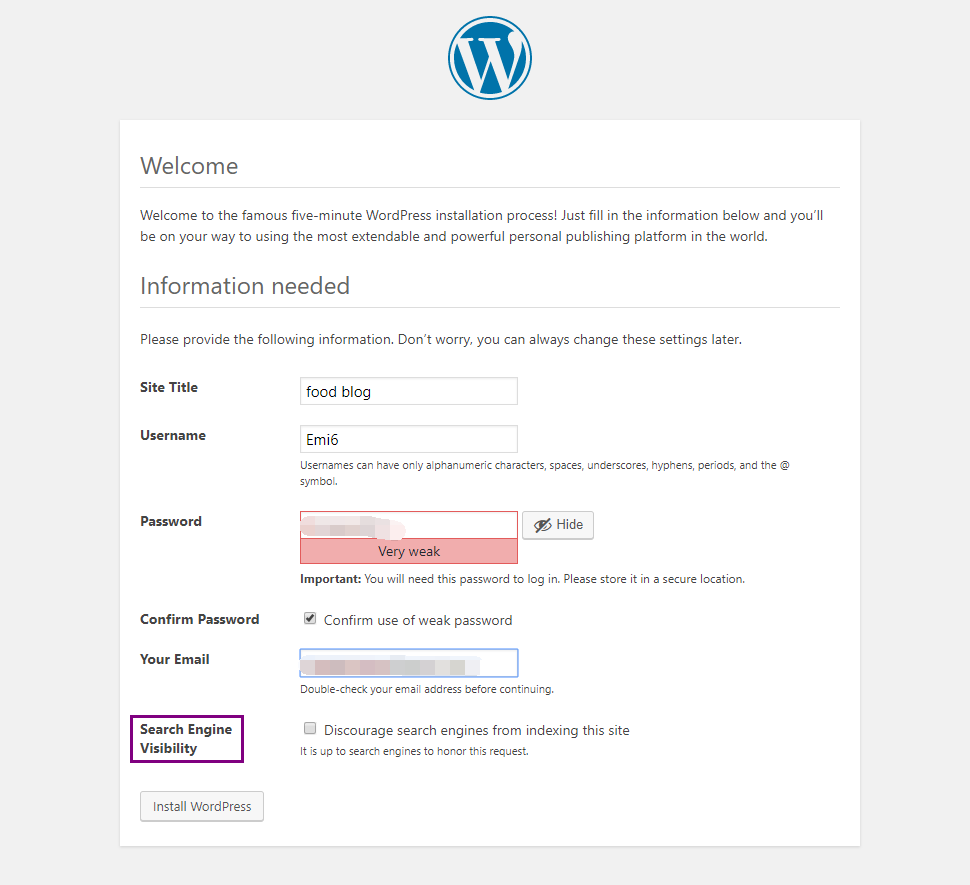 Welcome
Welcome to the famous five-minute WordPress installation process! Just fill in the information below and you’ll
be on your way to using the most extendable and powerful personal publishing platform in the world.
Information needed
Please provide the following information. Don’t worry, you can always change these settings later.
Site Title
food blog
Username
Emi6
Usernames can have only alphanumeric characters, spaces, underscores, hyphens, periods, and the @
symbol.
Password
Hide
Very weak
Important: You will need this password to log in. Please store it in a secure location.
Confirm Password
Confirm use of weak password
Your Email
Double-check your email address before continuing.
Search Engine
Visibility
Discourage search engines from indexing this site
It is up to search engines to honor this request.
Install WordPress